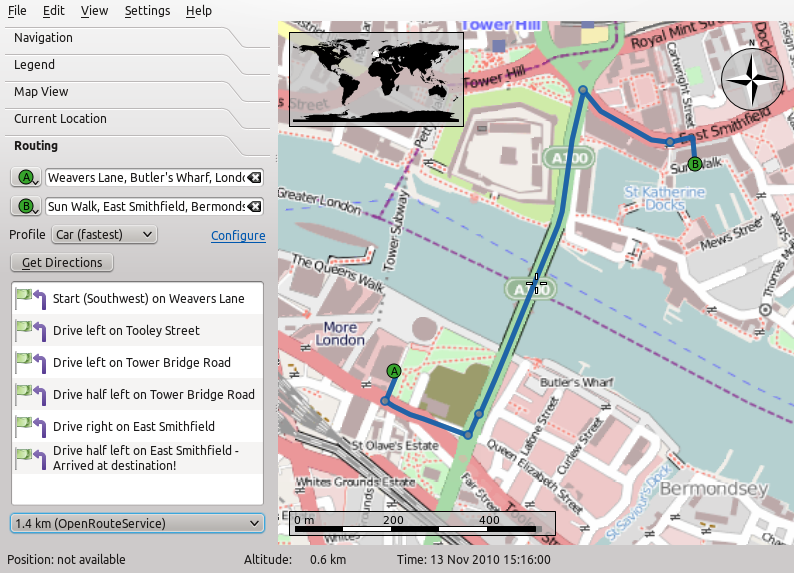 File Edit View Settings Help
Navigation
Legend
Map View
Current Location
Routing
A Weavers Lane, Butler's Wharf, Lond
B Sun Walk, East Smithfield, Bermonds
Profile Car (fastest) Configure
Get Directions
Start (Southwest) on Weavers Lane
Drive left on Tooley Street
Drive left on Tower Bridge Road
Drive half left on Tower Bridge Road
Drive right on East Smithfield
Drive half left on East Smithfield -
Arrived at destination!
1.4 km (OpenRouteService)
Tower Hill
Royal Mint Street
Tower Hill
Street
Cartwright Street
Dock
N
East Smithfield
A100
Sun Walk
B
St Katherine
Docks
Greater London
Tower Subway
Mews Street
The Queens Walk
Thomas Mor
More
London
A
Butler's Wharf
Lafone Street
Curlew Street
St Olave's Estate
Queen Elizabeth Street
Whites Grounds Estate
Fair Street
St-Saviour's Dock
Bermondsey
0 m 200 400
Position: not available Altitude: 0.6 km Time: 13 Nov 2010 15:16:00